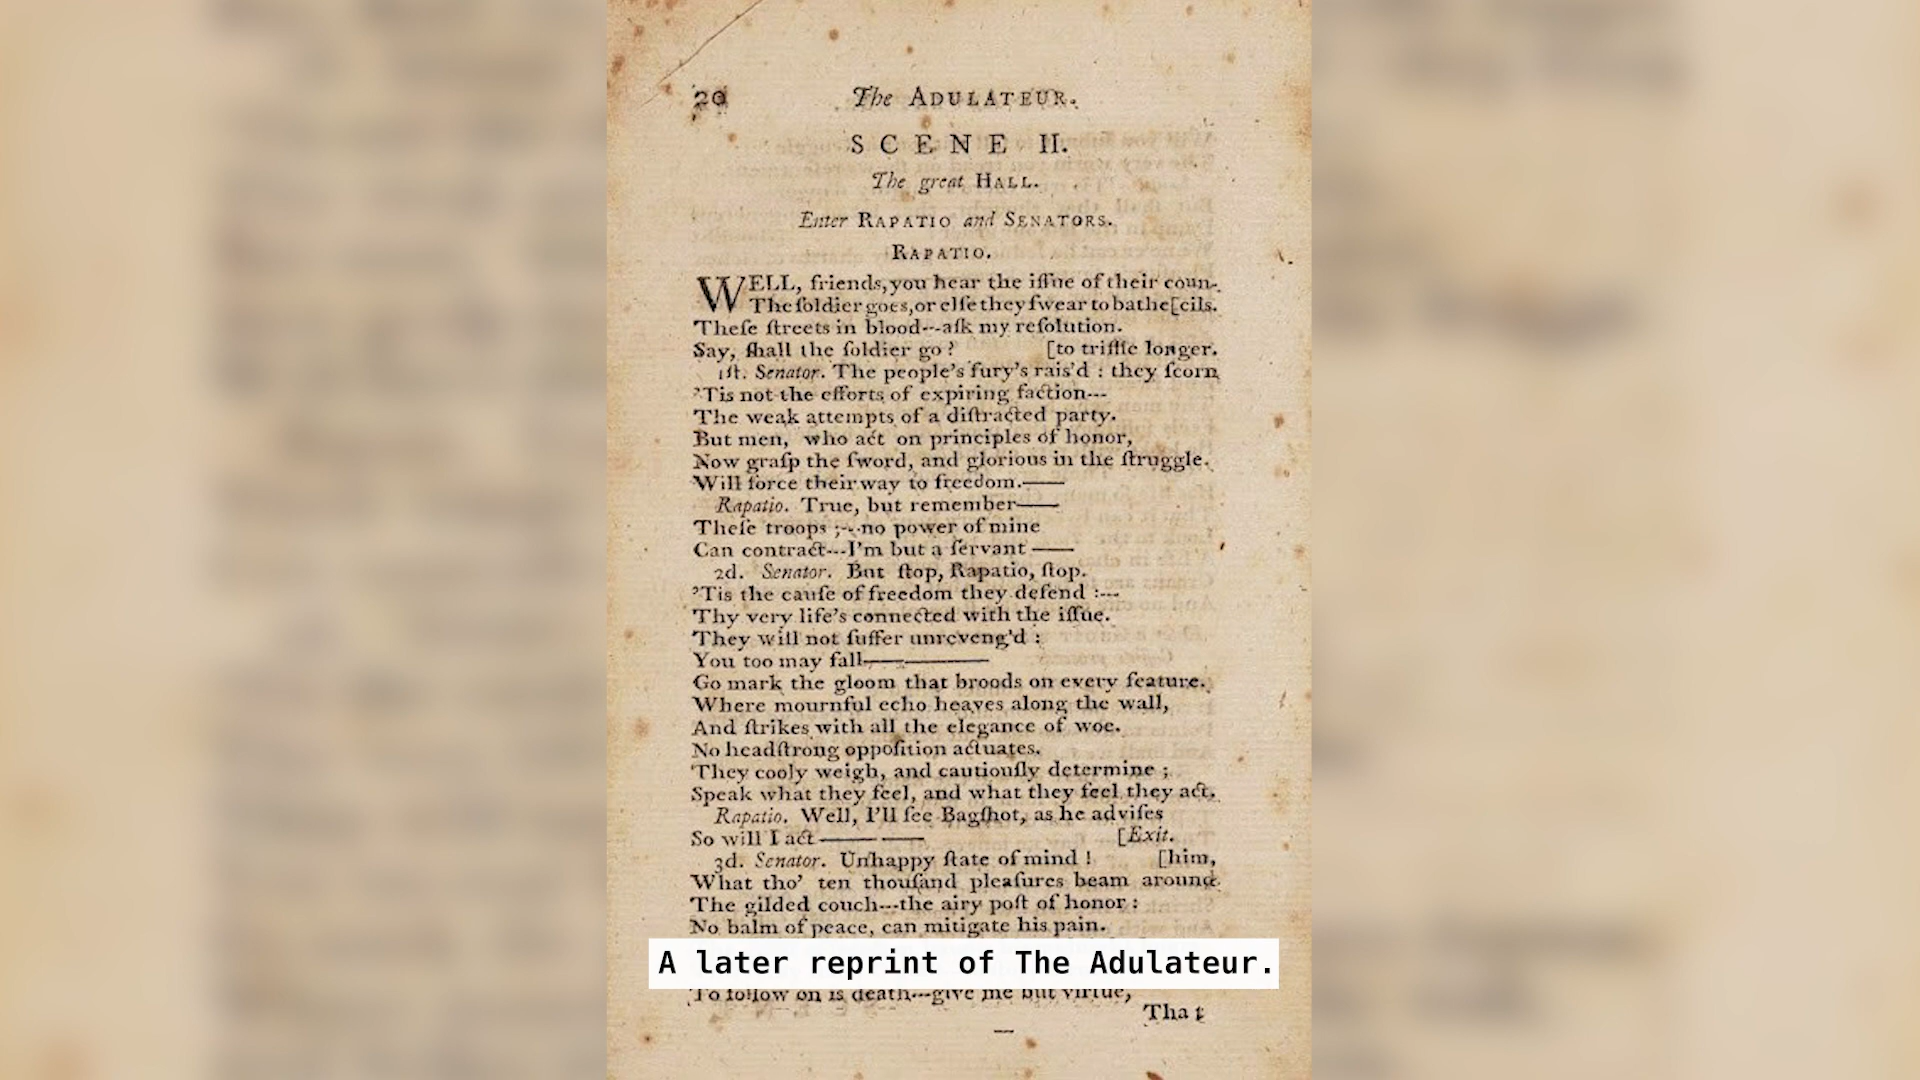 20 The ADULATEUR.
SCENE II.
The great HALL.
Enter RAPATIO and SENATORS.
RAPATIO.
WELL, friends, you hear the iſſue of their coun-
The ſoldier goes, or elſe they ſwear to bathe [cils.
Theſe ſtreets in blood---aſk my reſolution.
Say, ſhall the ſoldier go ? [to trifle longer.
1ſt. Senator. The people's fury's rais'd : they ſcorn
'Tis not the efforts of expiring faction---
The weak attempts of a diſtracted party.
But men, who act on principles of honor,
Now graſp the ſword, and glorious in the ſtruggle.
Will force their way to freedom.——
Rapatio. True, but remember——
Theſe troops ;--no power of mine
Can contract---I'm but a ſervant ——
2d. Senator. But ſtop, Rapatio, ſtop.
'Tis the cauſe of freedom they defend :---
Thy very life's connected with the iſſue.
They will not ſuffer unreveng'd :
You too may fall——————
Go mark the gloom that broods on every feature.
Where mournful echo heaves along the wall,
And ſtrikes with all the elegance of woe.
No headſtrong oppoſition actuates.
They cooly weigh, and cautiouſly determine ;
Speak what they feel, and what they feel they act.
Rapatio. Well, I'll ſee Bagſhot, as he adviſes
So will I act —— —— [Exit.
3d. Senator. Unhappy ſtate of mind ! [him,
What tho' ten thouſand pleaſures beam around
The gilded couch---the airy poſt of honor :
No balm of peace, can mitigate his pain.
A later reprint of The Adulateur.
To follow on is death---give me but virtue,
That